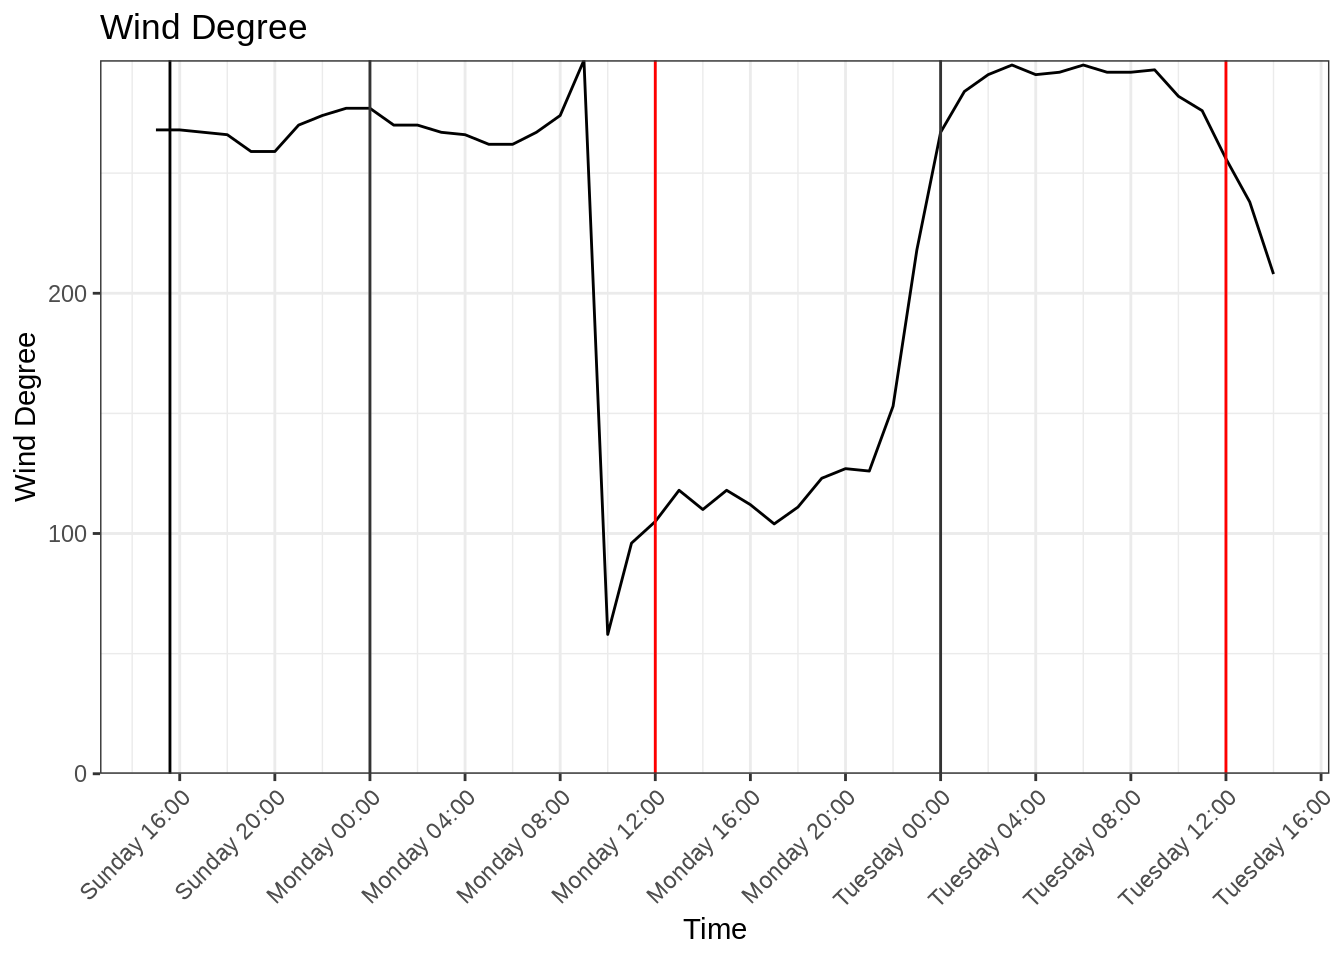 Wind Degree
Wind Degree
200
100
0
Sunday 16:00
Sunday 20:00
Monday 00:00
Monday 04:00
Monday 08:00
Monday 12:00
Monday 16:00
Monday 20:00
Tuesday 00:00
Tuesday 04:00
Tuesday 08:00
Tuesday 12:00
Tuesday 16:00
Time